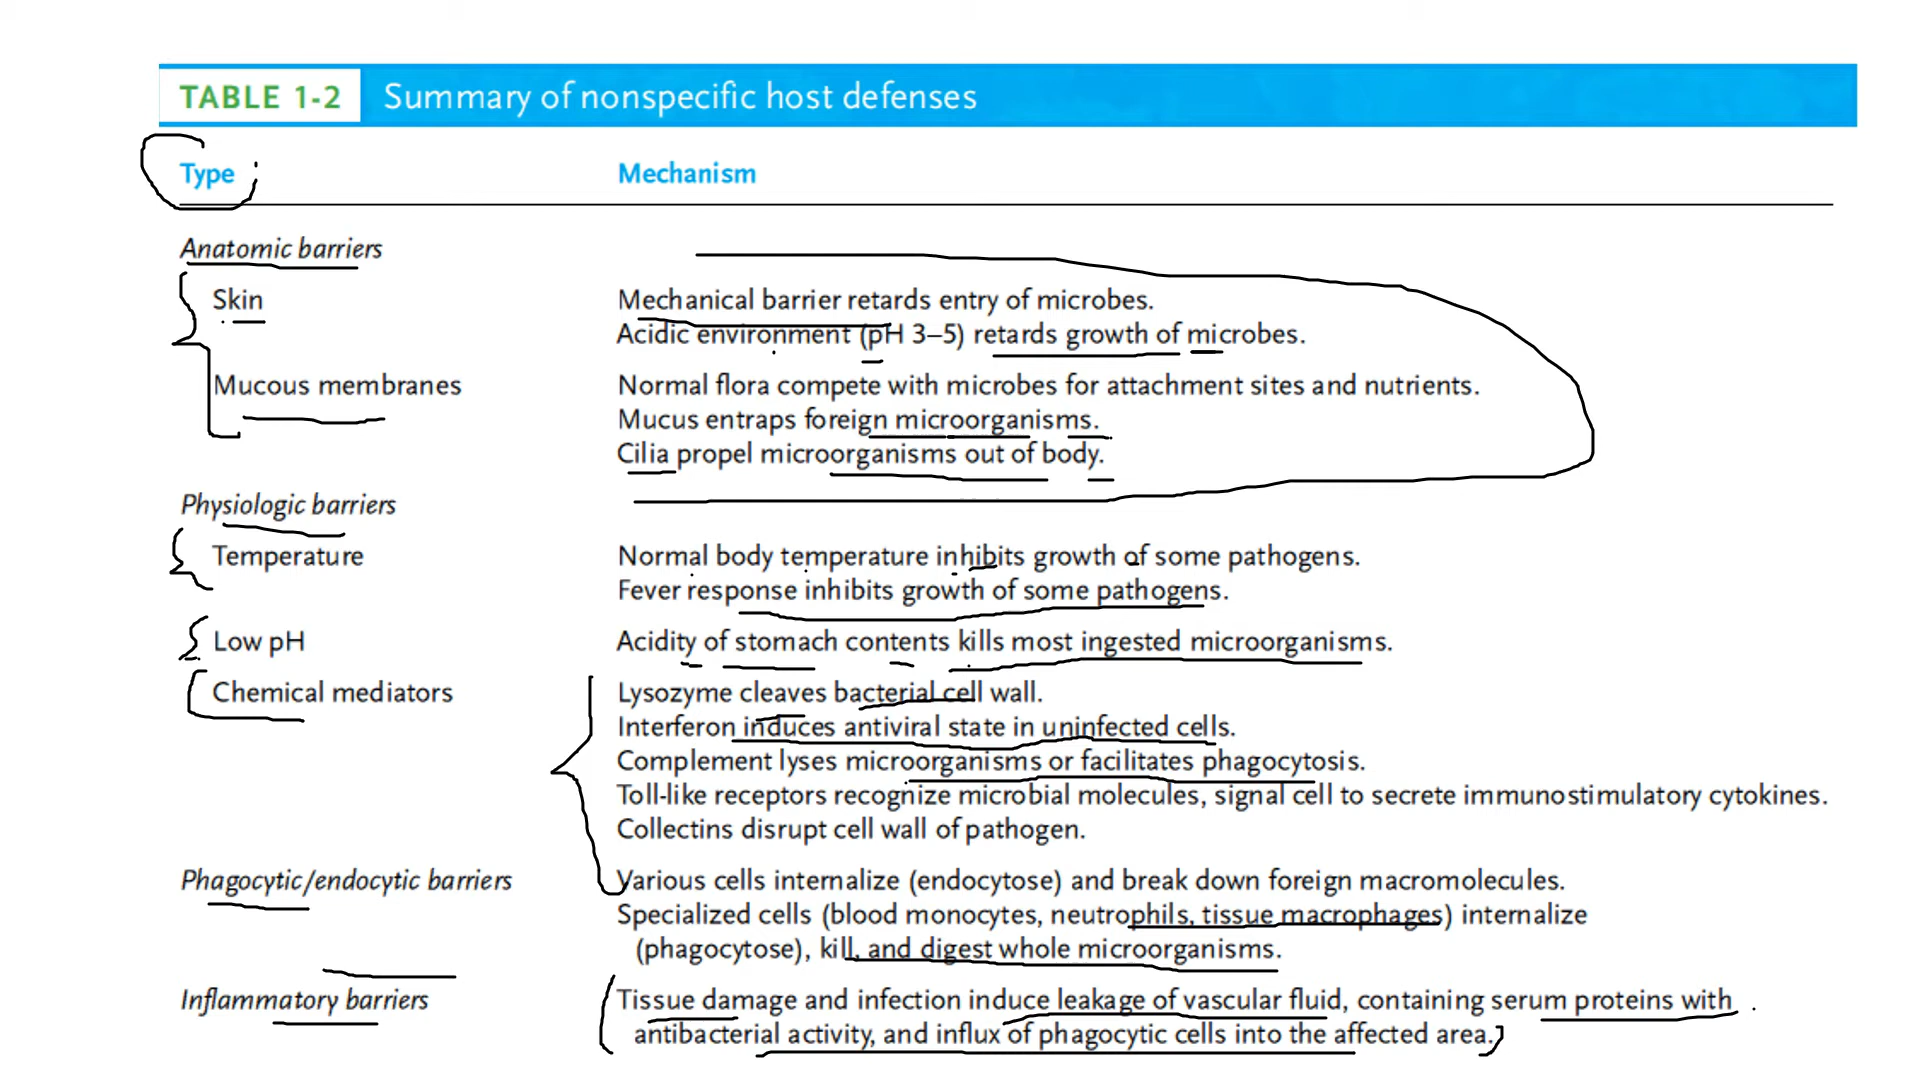 TABLE 1-2 Summary of nonspecific host defenses
Type Mechanism
Anatomic barriers
Skin Mechanical barrier retards entry of microbes.
Acidic environment (pH 3–5) retards growth of microbes.
Mucous membranes Normal flora compete with microbes for attachment sites and nutrients.
Mucus entraps foreign microorganisms.
Cilia propel microorganisms out of body.
Physiologic barriers
Temperature Normal body temperature inhibits growth of some pathogens.
Fever response inhibits growth of some pathogens.
Low pH Acidity of stomach contents kills most ingested microorganisms.
Chemical mediators Lysozyme cleaves bacterial cell wall.
Interferon induces antiviral state in uninfected cells.
Complement lyses microorganisms or facilitates phagocytosis.
Toll-like receptors recognize microbial molecules, signal cell to secrete immunostimulatory cytokines.
Collectins disrupt cell wall of pathogen.
Phagocytic/endocytic barriers Various cells internalize (endocytose) and break down foreign macromolecules.
Specialized cells (blood monocytes, neutrophils, tissue macrophages) internalize
(phagocytose), kill, and digest whole microorganisms.
Inflammatory barriers Tissue damage and infection induce leakage of vascular fluid, containing serum proteins with
antibacterial activity, and influx of phagocytic cells into the affected area.